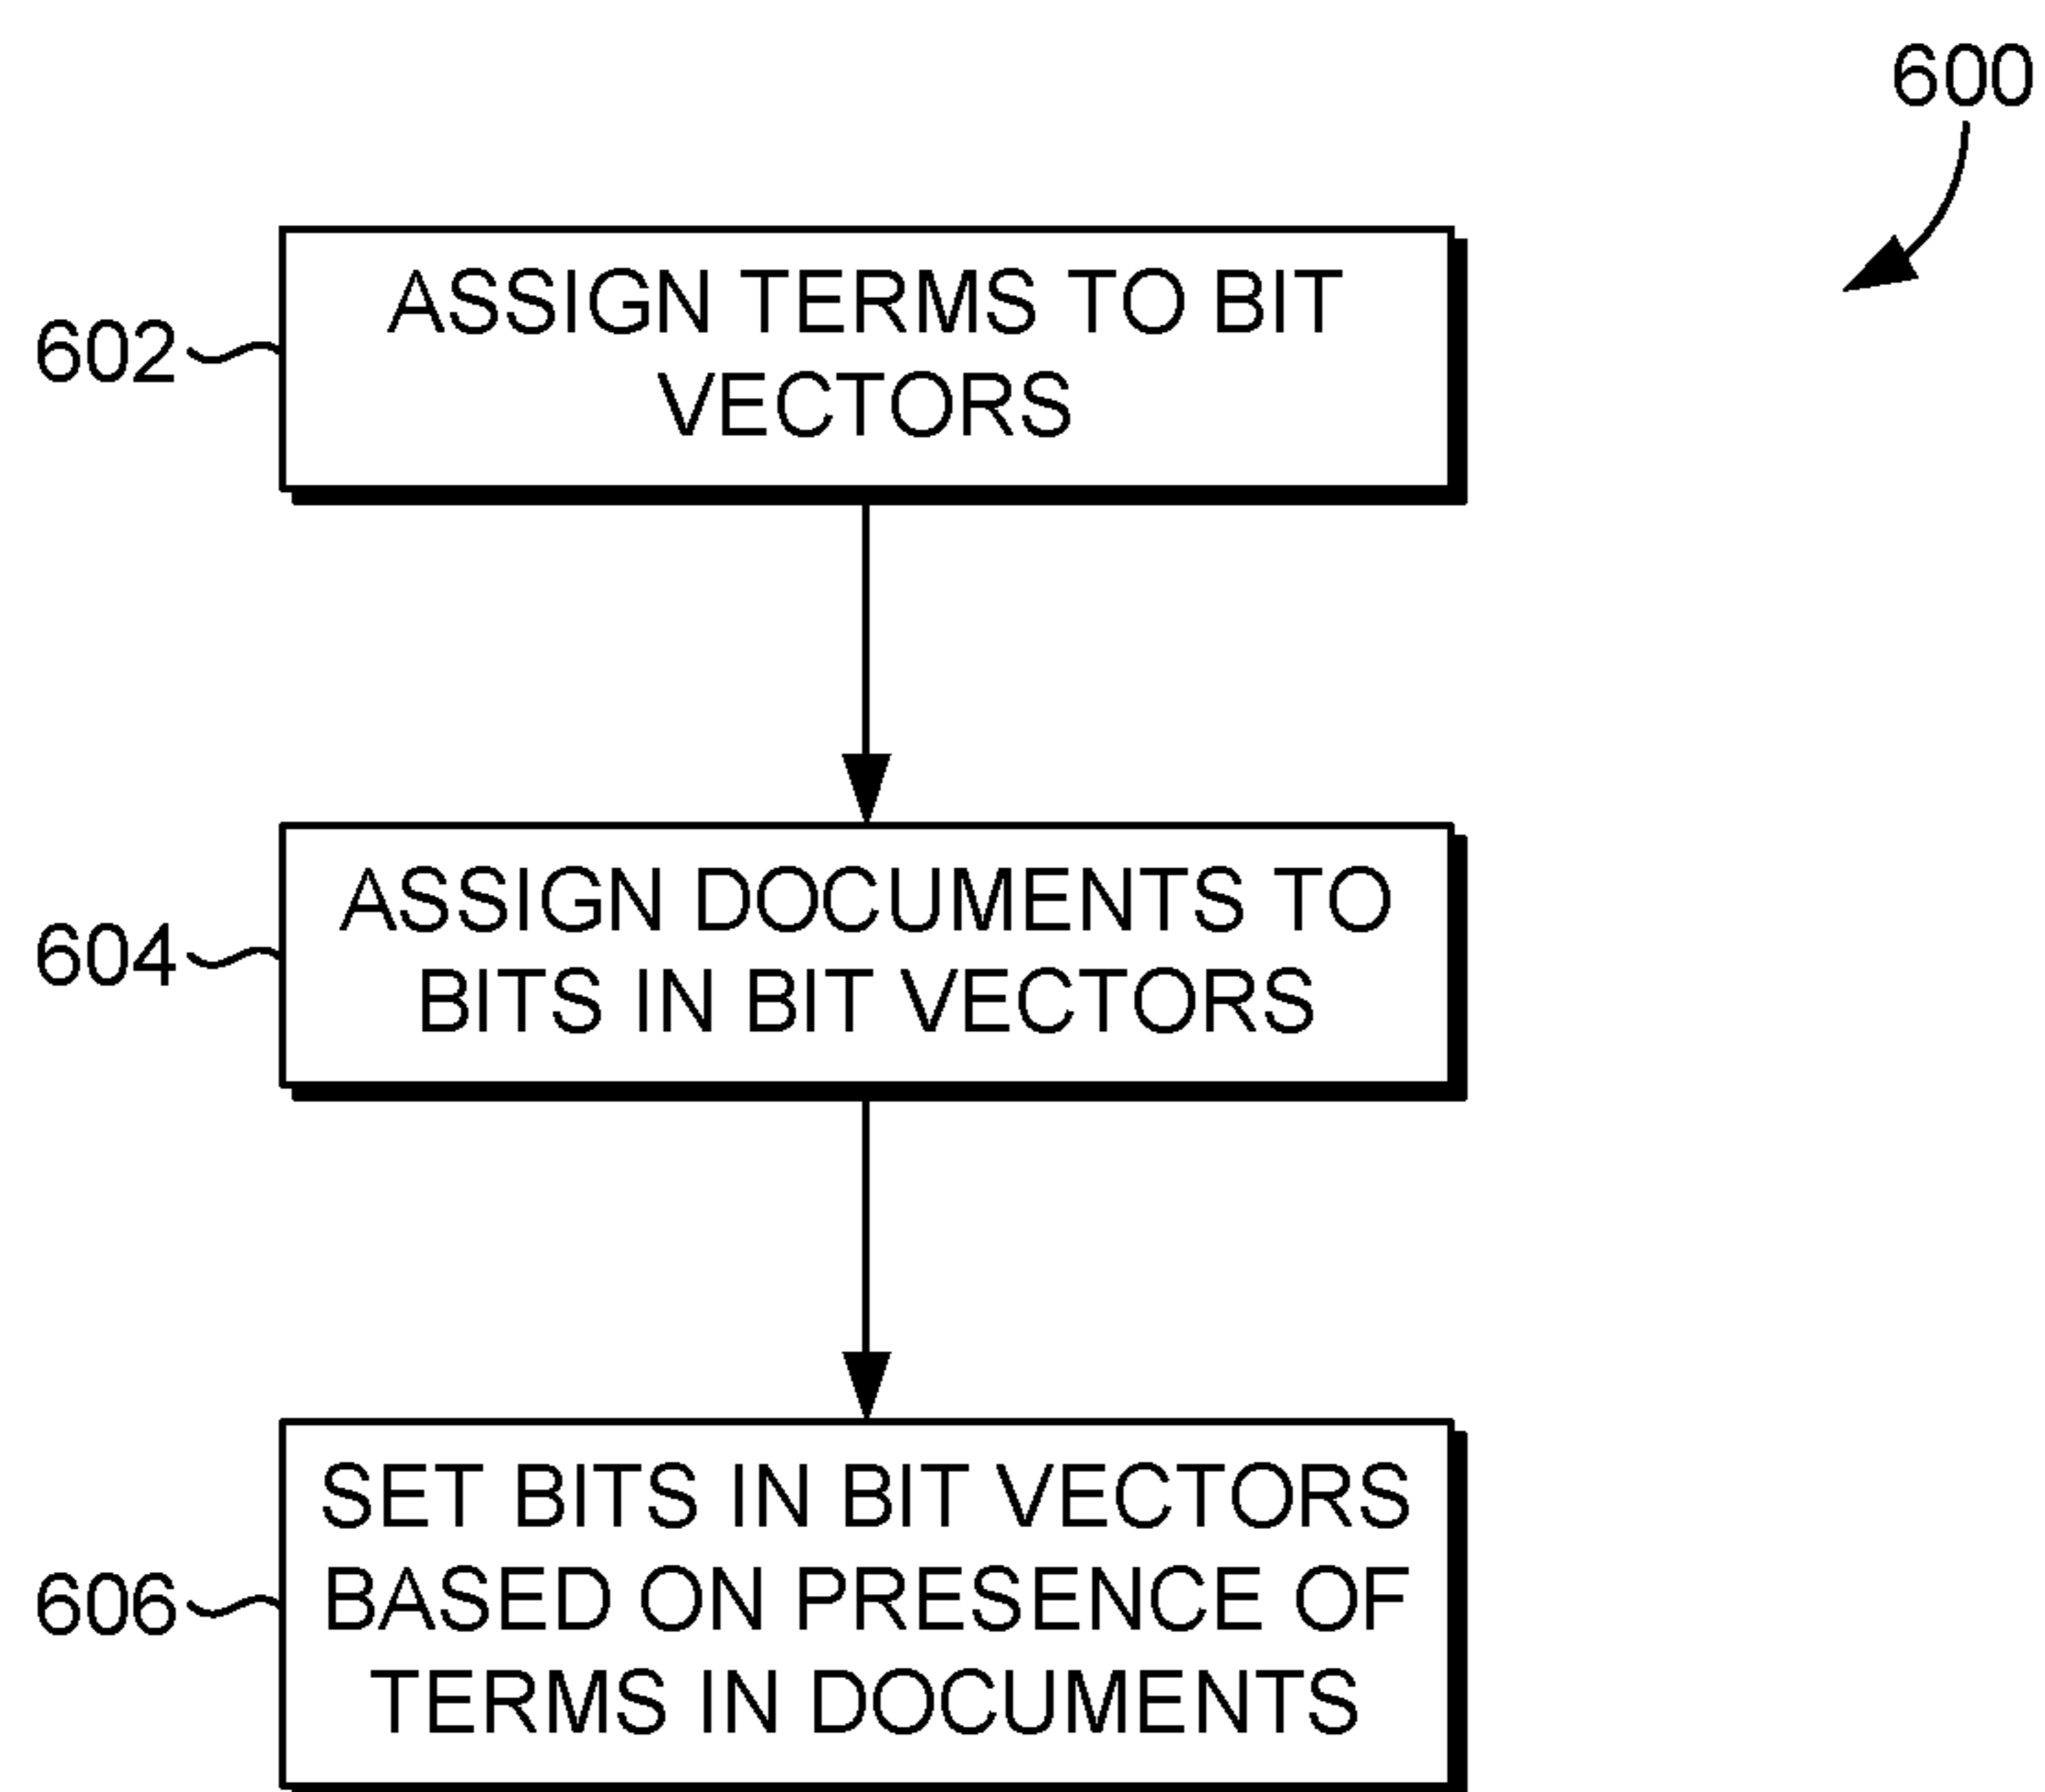 600
602
ASSIGN TERMS TO BIT
VECTORS
604
ASSIGN DOCUMENTS TO
BITS IN BIT VECTORS
606
SET BITS IN BIT VECTORS
BASED ON PRESENCE OF
TERMS IN DOCUMENTS